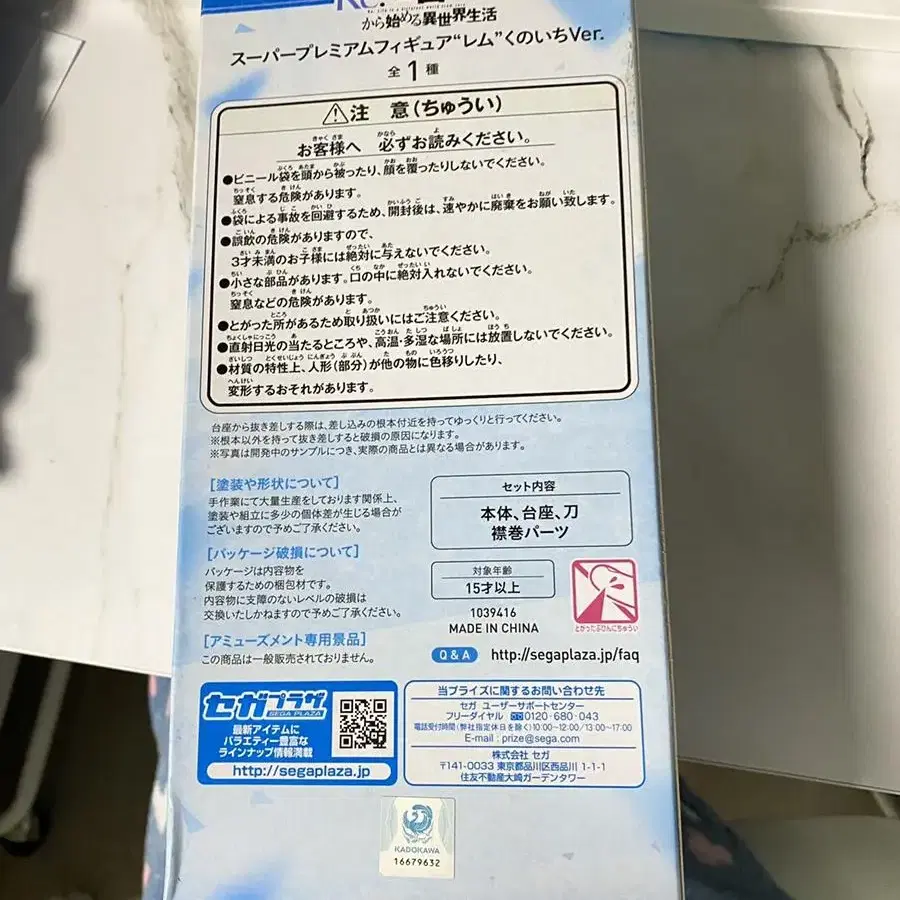 から始める異世界生活
スーパープレミアムフィギュア“レム”くのいちVer.
全1種
注 意(ちゅうい)
お客様へ 必ずお読みください。
●ビニール袋を頭から被ったり、顔を覆ったりしないでください。
窒息する危険があります。
●袋による事故を回避するため、開封後は、速やかに廃棄をお願い致します。
●誤飲の危険がありますので、
3才未満のお子様には絶対に与えないでください。
●小さな部品があります。口の中に絶対入れないでください。
窒息などの危険があります。
●とがった所があるため取り扱いにはご注意ください。
●直射日光の当たるところや、高温・多湿な場所には放置しないでください。
●材質の特性上、人形(部分)が他の物に色移りしたり、
変形するおそれがあります。
台座から抜き差しする際は、差し込みの根本付近を持ってゆっくりと行ってください。
※根本以外を持って抜き差しすると破損の原因になります。
※写真は開発中のサンプルにつき、実際の商品とは異なる場合があります。
[塗装や形状について]
手作業にて大量生産をしております関係上、
塗装や組立に多少の個体差が生じる場合が
ございますので予めご了承ください。
[パッケージ破損について]
パッケージは内容物を
保護するための梱包材です。
内容物に支障のないレベルの破損は
交換いたしかねますので予めご了承ください。
[アミューズメント専用景品]
この商品は一般販売されておりません。
セット内容
本体、台座、刀
襟巻パーツ
対象年齢
15才以上
1039416
MADE IN CHINA
とがったぶひんにちゅうい
Q & A http://segaplaza.jp/faq
セガプラザ
SEGA PLAZA
最新アイテムに
バラエティー豊富な
ラインナップ情報満載
http://segaplaza.jp
当プライズに関するお問い合わせ先
セガ ユーザーサポートセンター
フリーダイヤル 0120-680-043
電話受付時間(弊社指定休日を除く)10:00~12:00/13:00~17:00
E-mail : prize@sega.com
株式会社 セガ
〒141-0033 東京都品川区西品川 1-1-1
住友不動産大崎ガーデンタワー
KADOKAWA
16679632